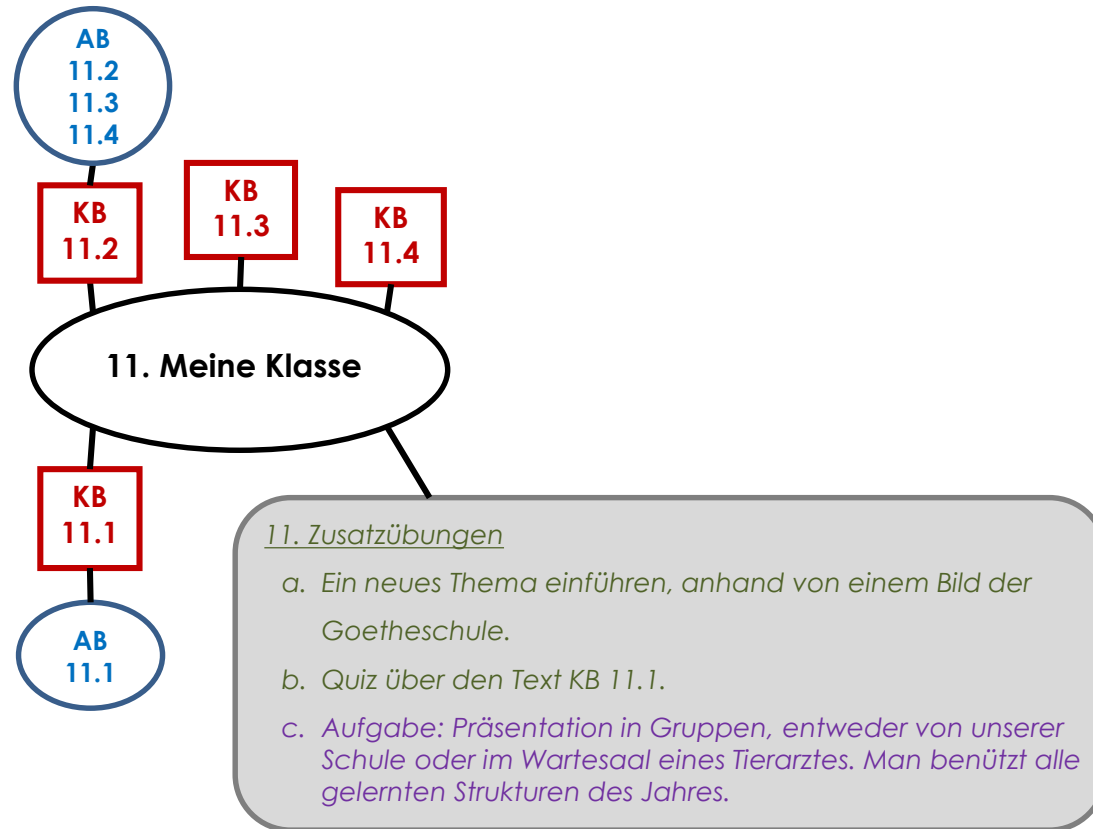 AB
11.2
11.3
11.4
KB
11.2
KB
11.3
KB
11.4
11. Meine Klasse
KB
11.1
AB
11.1
11. Zusatzübungen
a. Ein neues Thema einführen, anhand von einem Bild der
Goetheschule.
b. Quiz über den Text KB 11.1.
c. Aufgabe: Präsentation in Gruppen, entweder von unserer
Schule oder im Wartesaal eines Tierarztes. Man benützt alle
gelernten Strukturen des Jahres.